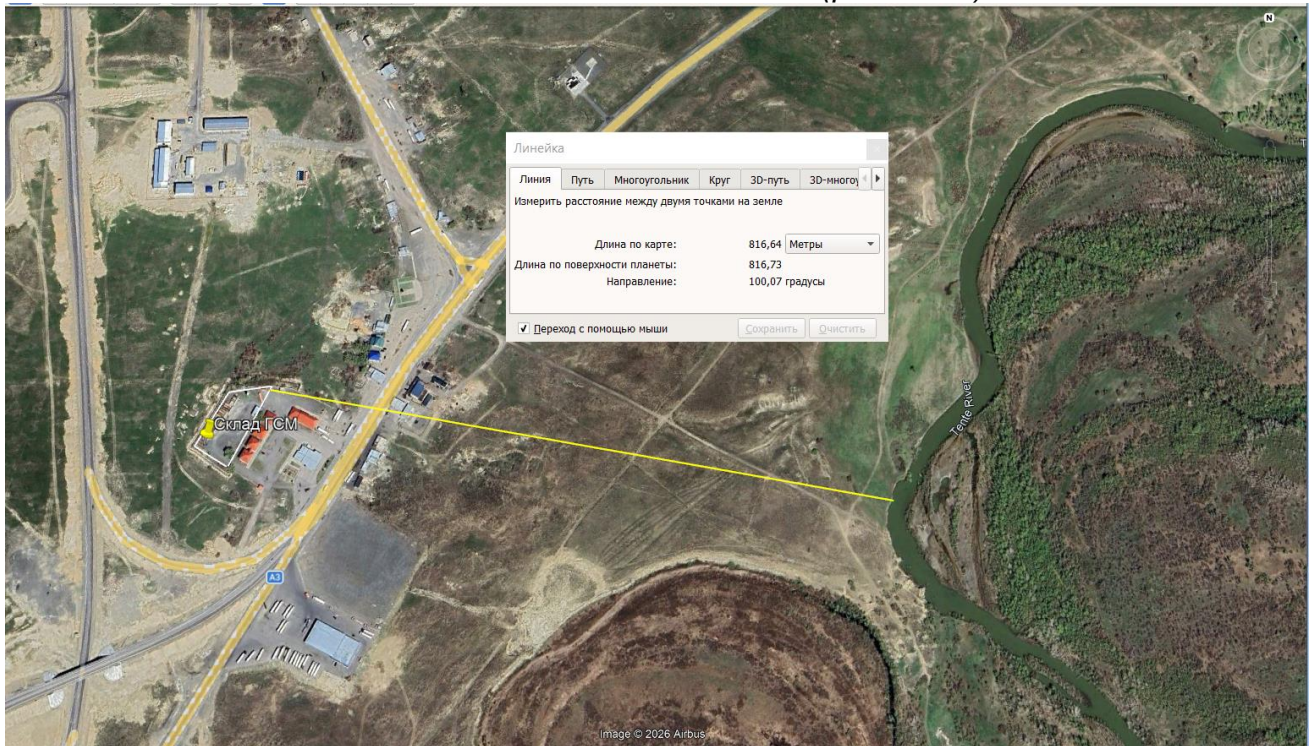 N
Линейка
Линия Путь Многоугольник Круг 3D-путь 3D-многоу
Измерить расстояние между двумя точками на земле
Длина по карте: 816,64 Метры
Длина по поверхности планеты: 816,73
Направление: 100,07 градусы
Переход с помощью мыши Сохранить Очистить
Tente River
Склад ГСМ
A3
Image © 2026 Airbus